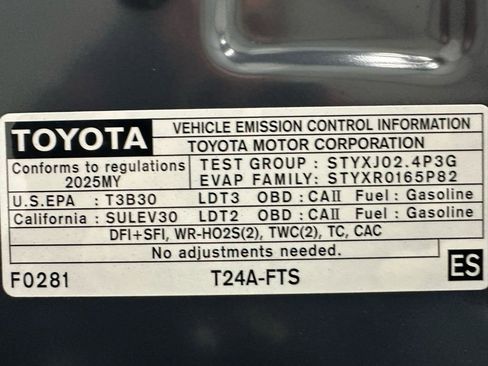 TOYOTA
VEHICLE EMISSION CONTROL INFORMATION
TOYOTA MOTOR CORPORATION
Conforms to regulations
2025MY
TEST GROUP : STYXJ02.4P3G
EVAP FAMILY: STYXR0165P82
U.S.EPA : T3B30 LDT3 OBD : CAII Fuel : Gasoline
California : SULEV30 LDT2 OBD : CAII Fuel : Gasoline
DFI+SFI, WR-HO2S(2), TWC(2), TC, CAC
No adjustments needed.
F0281 T24A-FTS ES